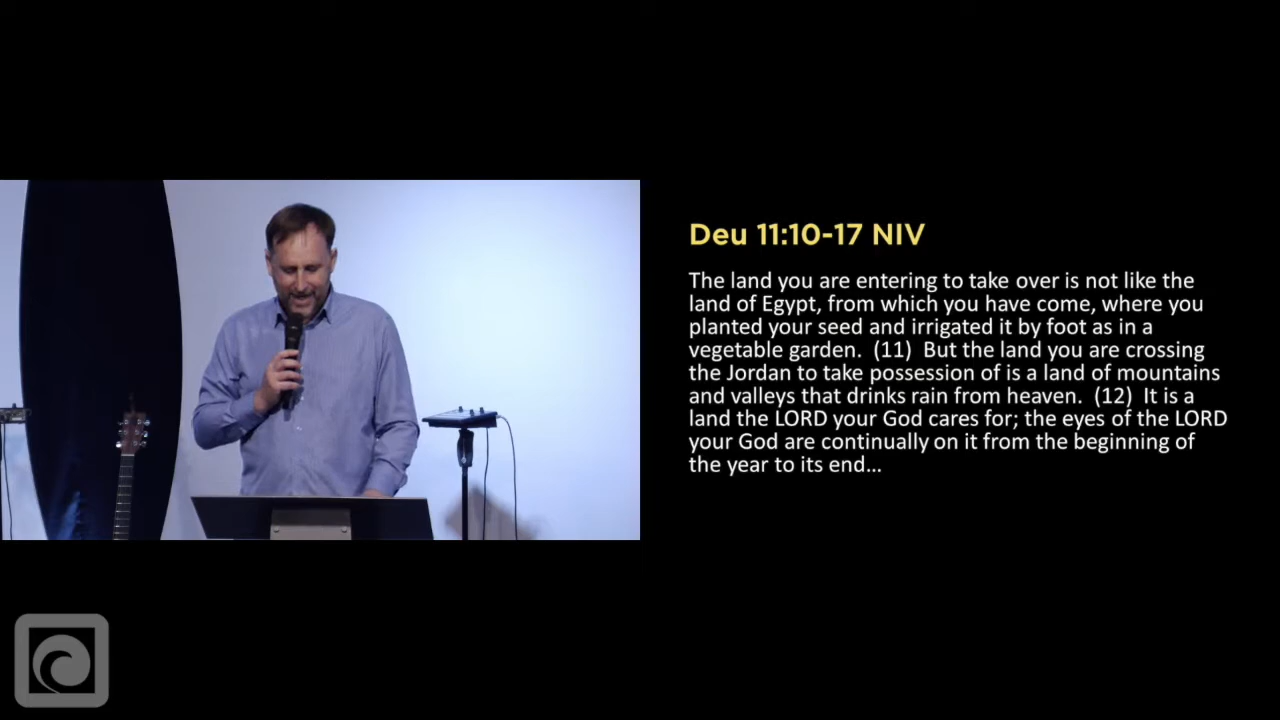 Deu 11:10-17 NIV
The land you are entering to take over is not like the
land of Egypt, from which you have come, where you
planted your seed and irrigated it by foot as in a
vegetable garden.  (11)  But the land you are crossing
the Jordan to take possession of is a land of mountains
and valleys that drinks rain from heaven.  (12)  It is a
land the LORD your God cares for; the eyes of the LORD
your God are continually on it from the beginning of
the year to its end...